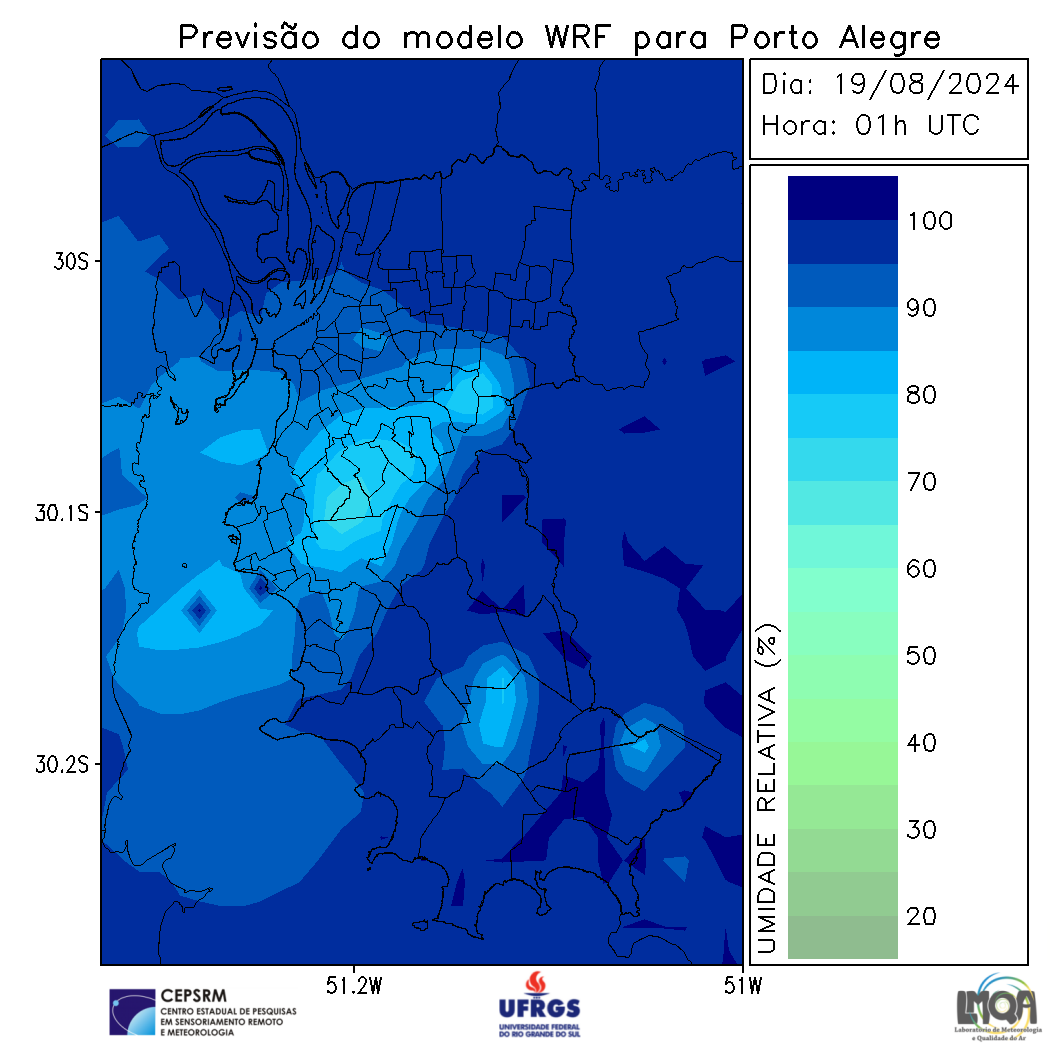 Previsão do modelo WRF para Porto Alegre
Dia: 19/08/2024
Hora: 01h UTC
30S
30.1S
30.2S
51.2W
51W
100
90
80
70
60
50
40
30
20
UMIDADE RELATIVA (%)
CEPSRM
CENTRO ESTADUAL DE PESQUISAS
EM SENSORIAMENTO REMOTO
E METEOROLOGIA
UFRGS
UNIVERSIDADE FEDERAL
DO RIO GRANDE DO SUL
LMQA
Laboratório de Meteorologia
e Qualidade do Ar